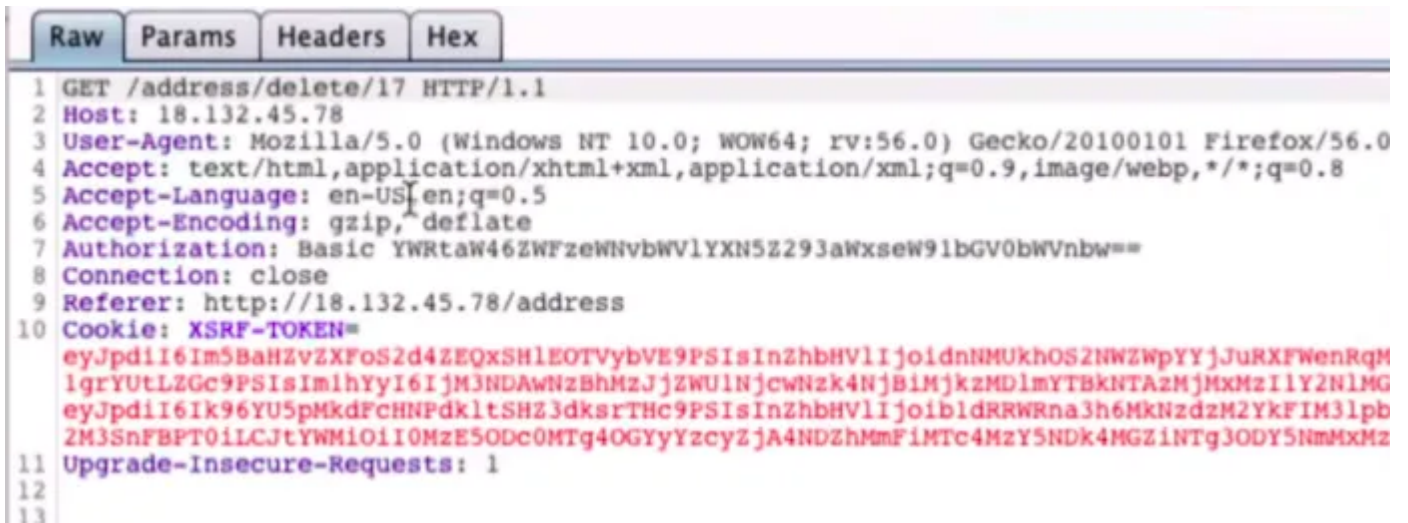 Raw Params Headers Hex
1 GET /address/delete/17 HTTP/1.1
2 Host: 18.132.45.78
3 User-Agent: Mozilla/5.0 (Windows NT 10.0; WOW64; rv:56.0) Gecko/20100101 Firefox/56.0
4 Accept: text/html,application/xhtml+xml,application/xml;q=0.9,image/webp,*/*;q=0.8
5 Accept-Language: en-US,en;q=0.5
6 Accept-Encoding: gzip, deflate
7 Authorization: Basic YWRtaW46ZWFzeWNvbWVlYXN5Z293aWxseW91bGV0bWVnbw==
8 Connection: close
9 Referer: http://18.132.45.78/address
10 Cookie: XSRF-TOKEN=
11 Upgrade-Insecure-Requests: 1
12
13